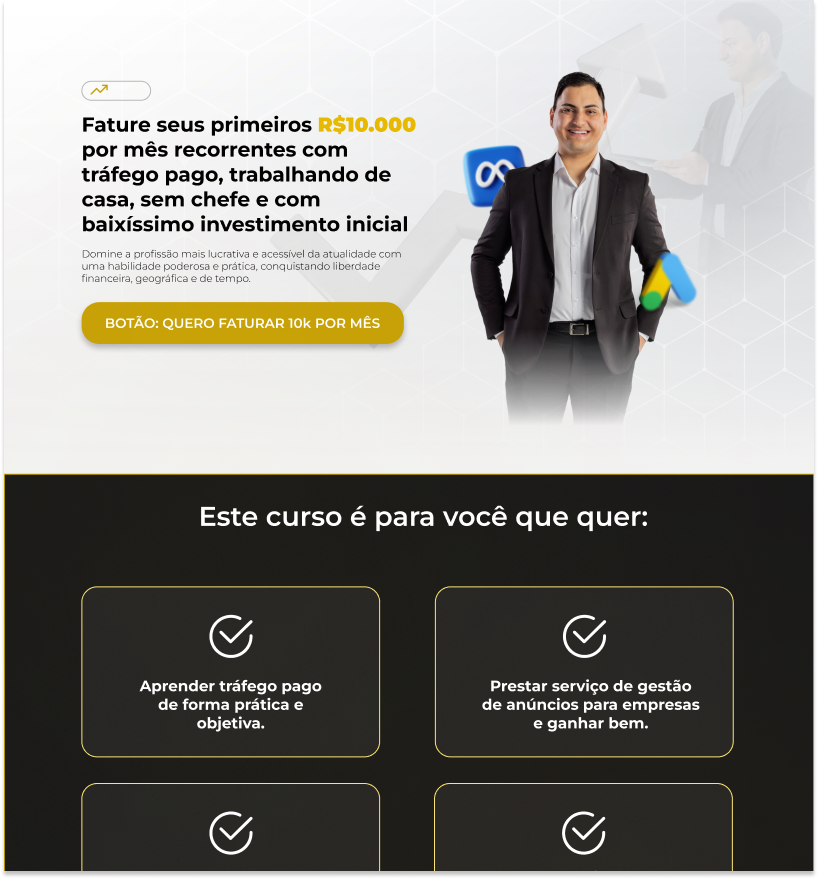 Fature seus primeiros R$10.000
por mês recorrentes com
tráfego pago, trabalhando de
casa, sem chefe e com
baixíssimo investimento inicial
Domine a profissão mais lucrativa e acessível da atualidade com
uma habilidade poderosa e prática, conquistando liberdade
financeira, geográfica e de tempo.
BOTÃO: QUERO FATURAR 10k POR MÊS
Este curso é para você que quer:
Aprender tráfego pago
de forma prática e
objetiva.
Prestar serviço de gestão
de anúncios para empresas
e ganhar bem.